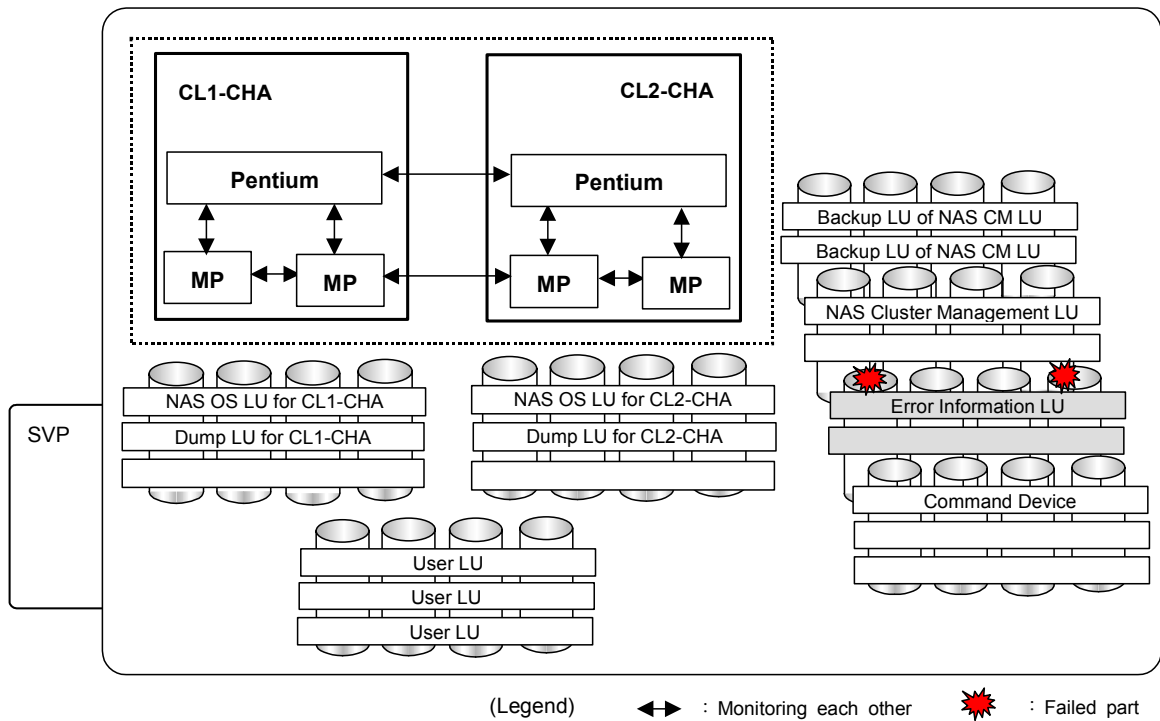 CL1-CHA
CL2-CHA
Pentium
Pentium
MP
MP
MP
MP
Backup LU of NAS CM LU
Backup LU of NAS CM LU
NAS Cluster Management LU
Error Information LU
Command Device
NAS OS LU for CL1-CHA
Dump LU for CL1-CHA
NAS OS LU for CL2-CHA
Dump LU for CL2-CHA
SVP
User LU
User LU
User LU
(Legend) : Monitoring each other : Failed part